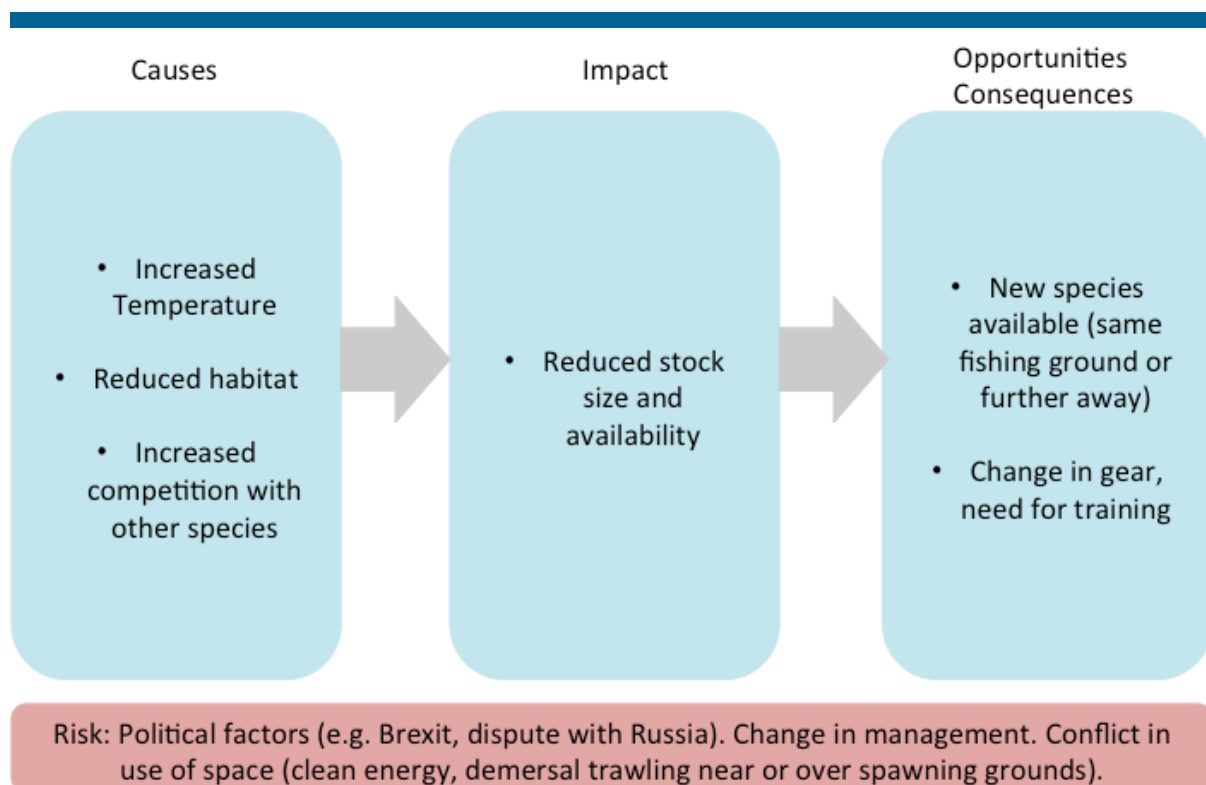 Causes
• Increased
Temperature
• Reduced habitat
• Increased
competition with
other species
Impact
• Reduced stock
size and
availability
Opportunities
Consequences
• New species
available (same
fishing ground or
further away)
• Change in gear,
need for training
Risk: Political factors (e.g. Brexit, dispute with Russia). Change in management. Conflict in
use of space (clean energy, demersal trawling near or over spawning grounds).